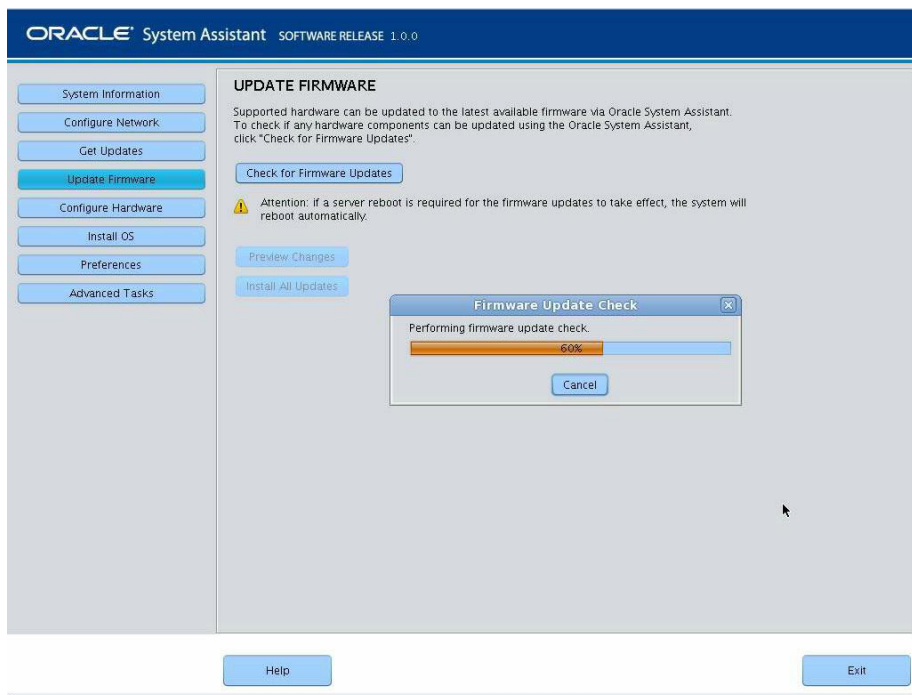 ORACLE' System Assistant SOFTWARE RELEASE 1.0.0
System Information
Configure Network
Get Updates
Update Firmware
Configure Hardware
Install OS
Preferences
Advanced Tasks
UPDATE FIRMWARE
Supported hardware can be updated to the latest available firmware via Oracle System Assistant.
To check if any hardware components can be updated using the Oracle System Assistant,
click "Check for Firmware Updates".
Check for Firmware Updates
Attention: if a server reboot is required for the firmware updates to take effect, the system will
reboot automatically.
Preview Changes
Install All Updates
Firmware Update Check
Performing firmware update check.
60%
Cancel
Help
Exit